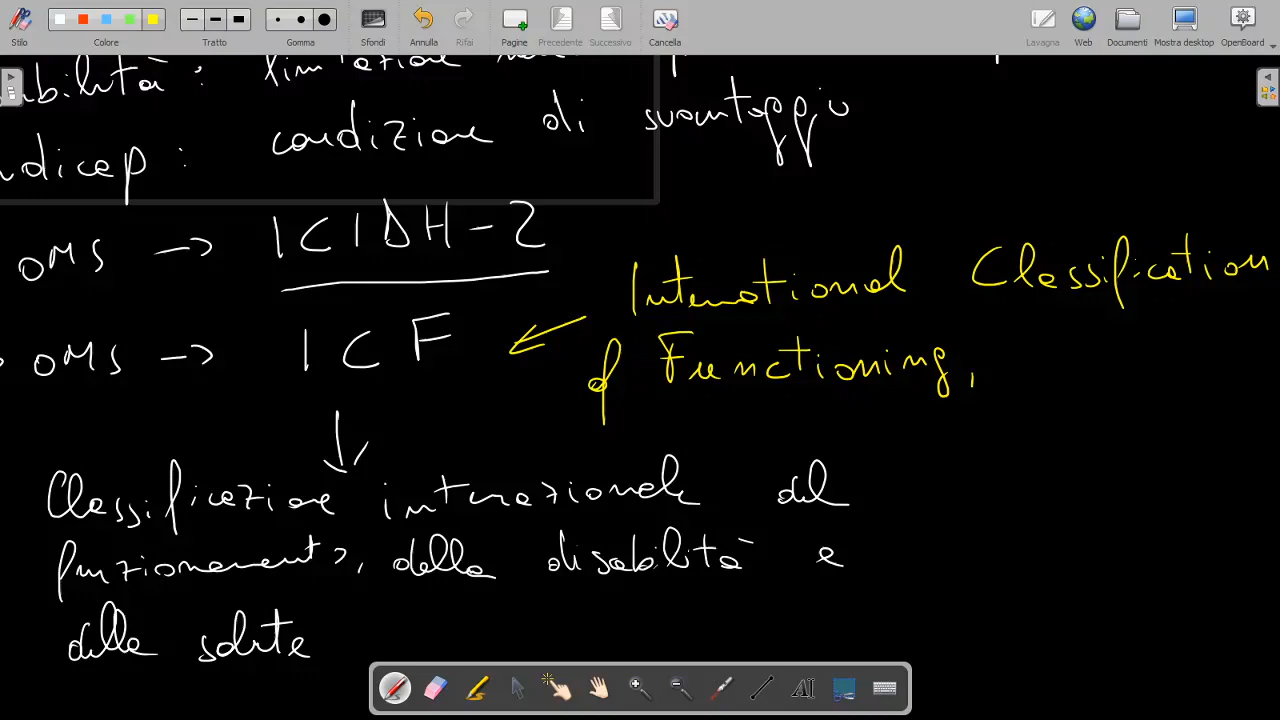 Stilo Colore Tratto Gomma Sfondi Annulla Rifai Pagine Precedente Successivo Cancella Lavagna Web Documenti Mostra desktop OpenBoard
abilità: limitazione
ndicap: condizione di svantaggio
OMS → ICIDH-2
International Classification
OMS → ICF
of Functioning,
Classificazione internazionale del
funzionamento, della disabilità e
della salute